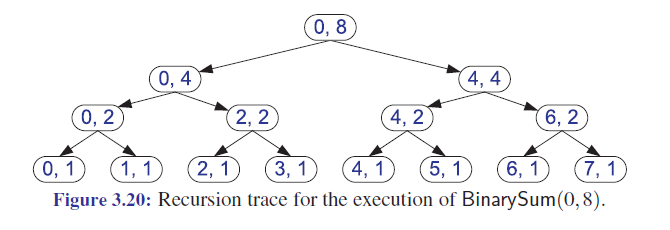 0, 8
0, 4 4, 4
0, 2 2, 2 4, 2 6, 2
0, 1 1, 1 2, 1 3, 1 4, 1 5, 1 6, 1 7, 1
Figure 3.20: Recursion trace for the execution of BinarySum(0,8).